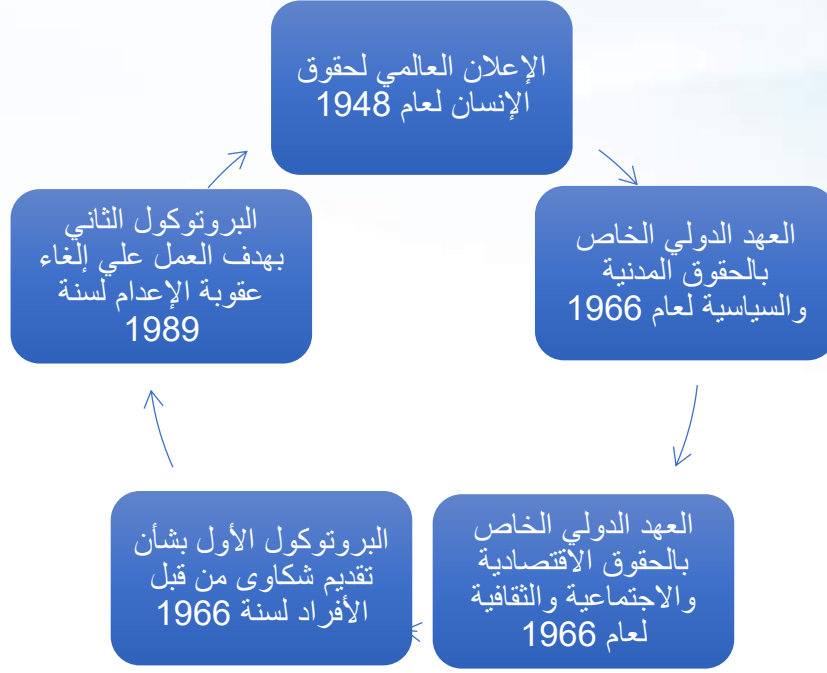 الإعلان العالمي لحقوق
الإنسان لعام 1948
العهد الدولي الخاص
بالحقوق المدنية
والسياسية لعام 1966
العهد الدولي الخاص
بالحقوق الاقتصادية
والاجتماعية والثقافية
لعام 1966
البروتوكول الأول بشأن
تقديم شكاوى من قبل
الأفراد لسنة 1966
البروتوكول الثاني
بهدف العمل علي إلغاء
عقوبة الإعدام لسنة
1989